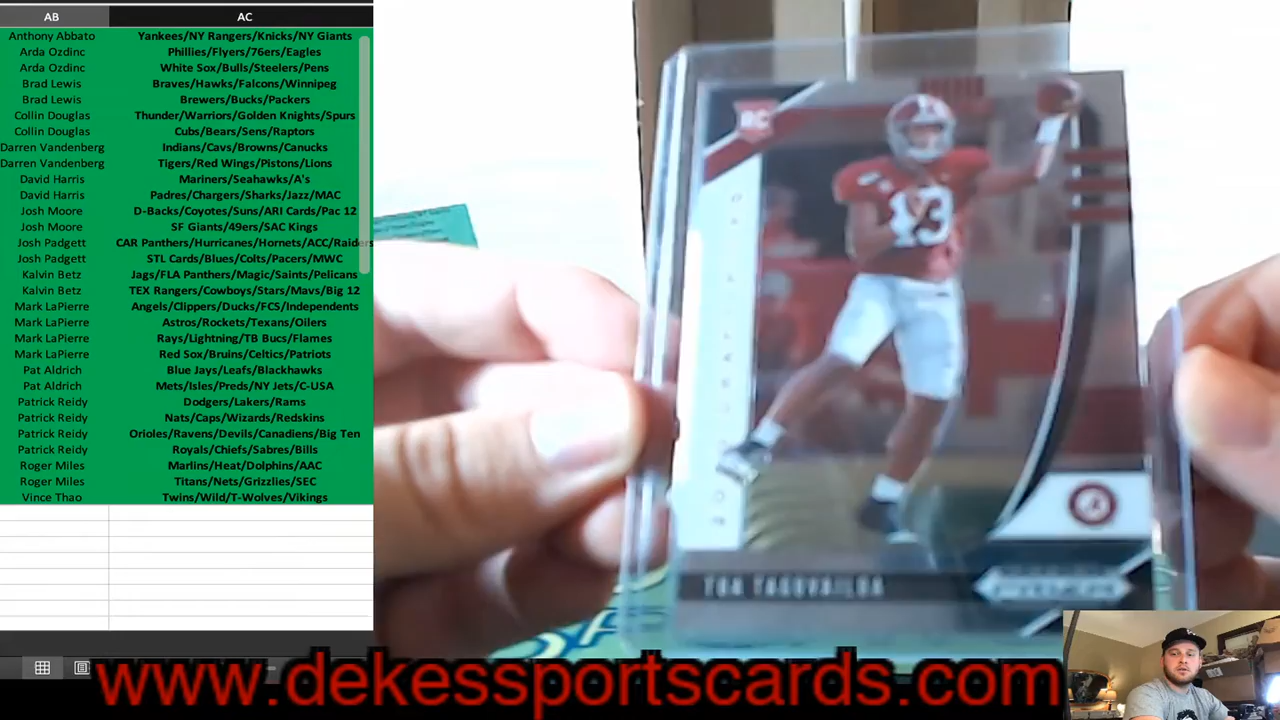 AB AC
Anthony Abbato Yankees/NY Rangers/Knicks/NY Giants
Arda Ozdinc Phillies/Flyers/76ers/Eagles
Arda Ozdinc White Sox/Bulls/Steelers/Pens
Brad Lewis Braves/Hawks/Falcons/Winnipeg
Brad Lewis Brewers/Bucks/Packers
Collin Douglas Thunder/Warriors/Golden Knights/Spurs
Collin Douglas Cubs/Bears/Sens/Raptors
Darren Vandenberg Indians/Cavs/Browns/Canucks
Darren Vandenberg Tigers/Red Wings/Pistons/Lions
David Harris Mariners/Seahawks/A's
David Harris Padres/Chargers/Sharks/Jazz/MAC
Josh Moore D-Backs/Coyotes/Suns/ARI Cards/Pac 12
Josh Moore SF Giants/49ers/SAC Kings
Josh Padgett CAR Panthers/Hurricanes/Hornets/ACC/Raiders
Josh Padgett STL Cards/Blues/Colts/Pacers/MWC
Kalvin Betz Jags/FLA Panthers/Magic/Saints/Pelicans
Kalvin Betz TEX Rangers/Cowboys/Stars/Mavs/Big 12
Mark LaPierre Angels/Clippers/Ducks/FCS/Independents
Mark LaPierre Astros/Rockets/Texans/Oilers
Mark LaPierre Rays/Lightning/TB Bucs/Flames
Mark LaPierre Red Sox/Bruins/Celtics/Patriots
Pat Aldrich Blue Jays/Leafs/Blackhawks
Pat Aldrich Mets/Isles/Preds/NY Jets/C-USA
Patrick Reidy Dodgers/Lakers/Rams
Patrick Reidy Nats/Caps/Wizards/Redskins
Patrick Reidy Orioles/Ravens/Devils/Canadiens/Big Ten
Patrick Reidy Royals/Chiefs/Sabres/Bills
Roger Miles Marlins/Heat/Dolphins/AAC
Roger Miles Titans/Nets/Grizzlies/SEC
Vince Thao Twins/Wild/T-Wolves/Vikings
RC
13
TUA TAGOVAILOA
www.dekessportscards.com